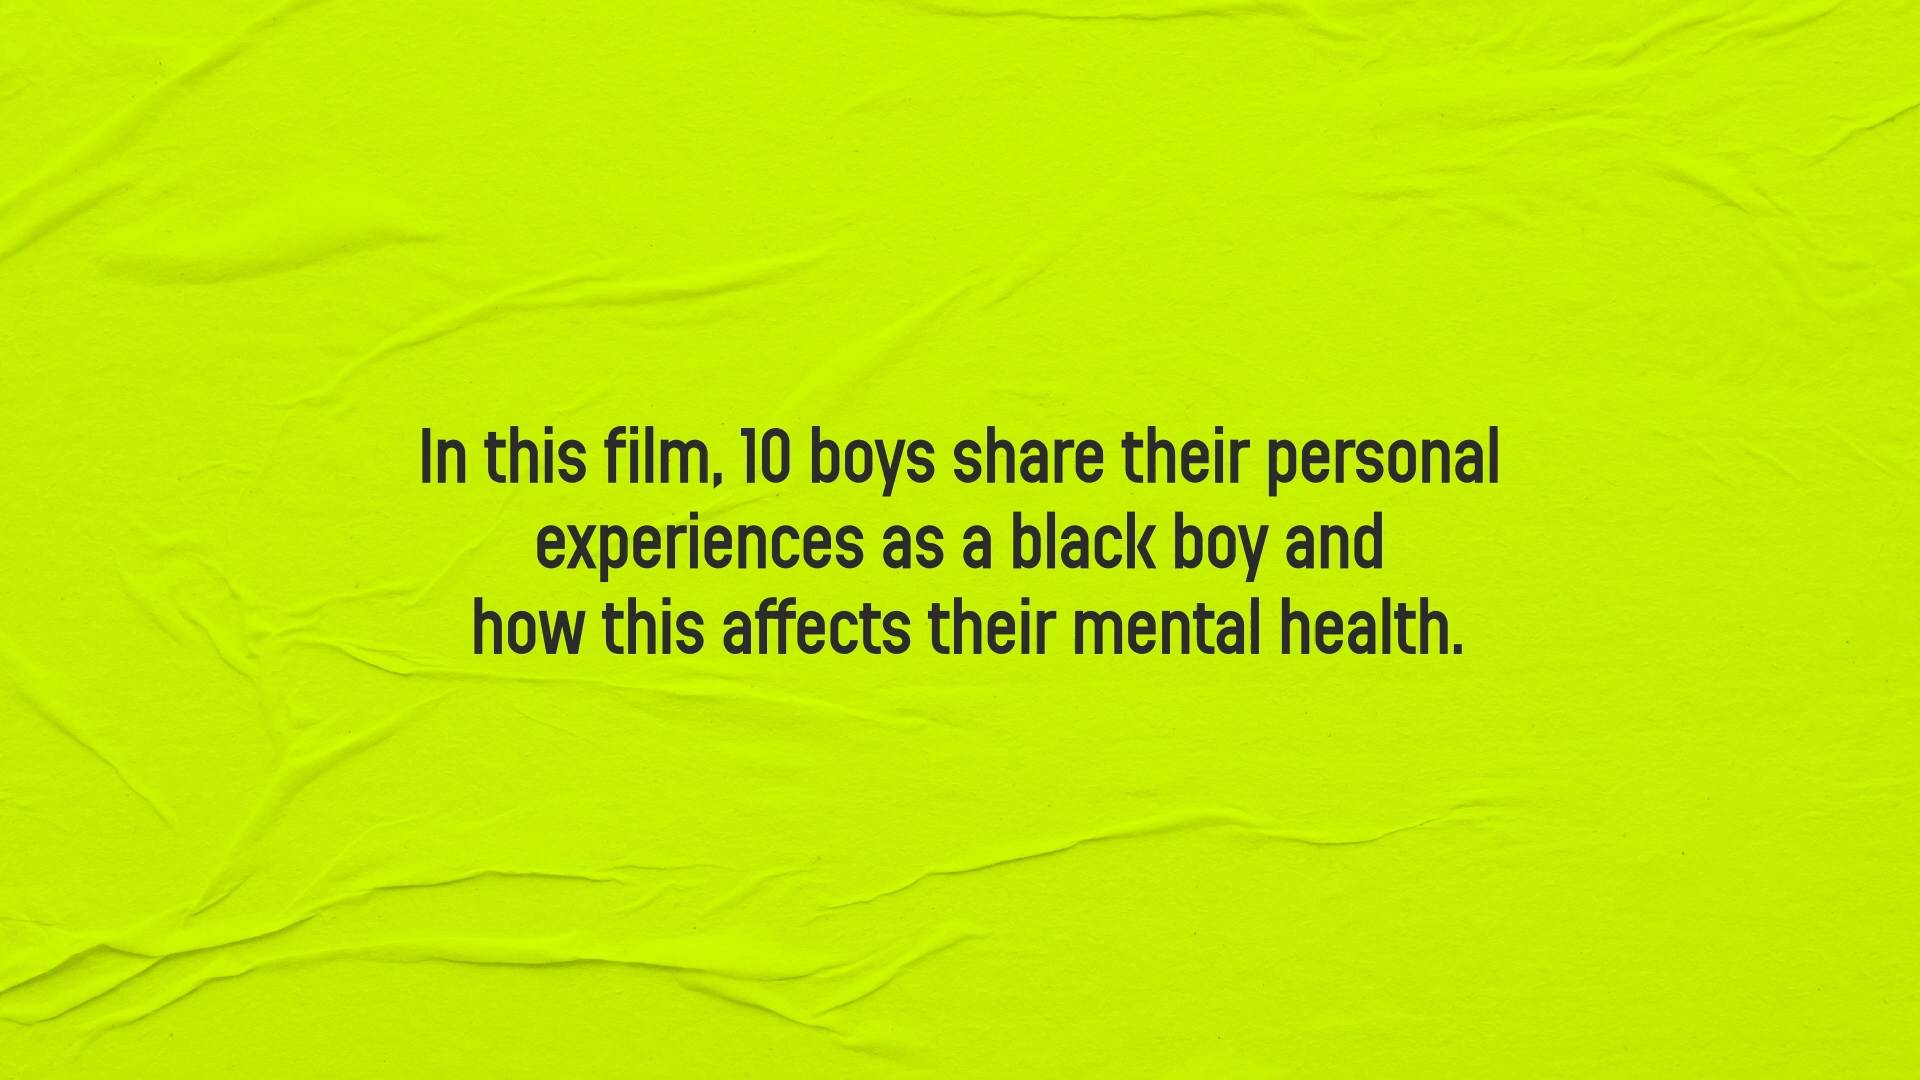 In this film, 10 boys share their personal
experiences as a black boy and
how this affects their mental health.